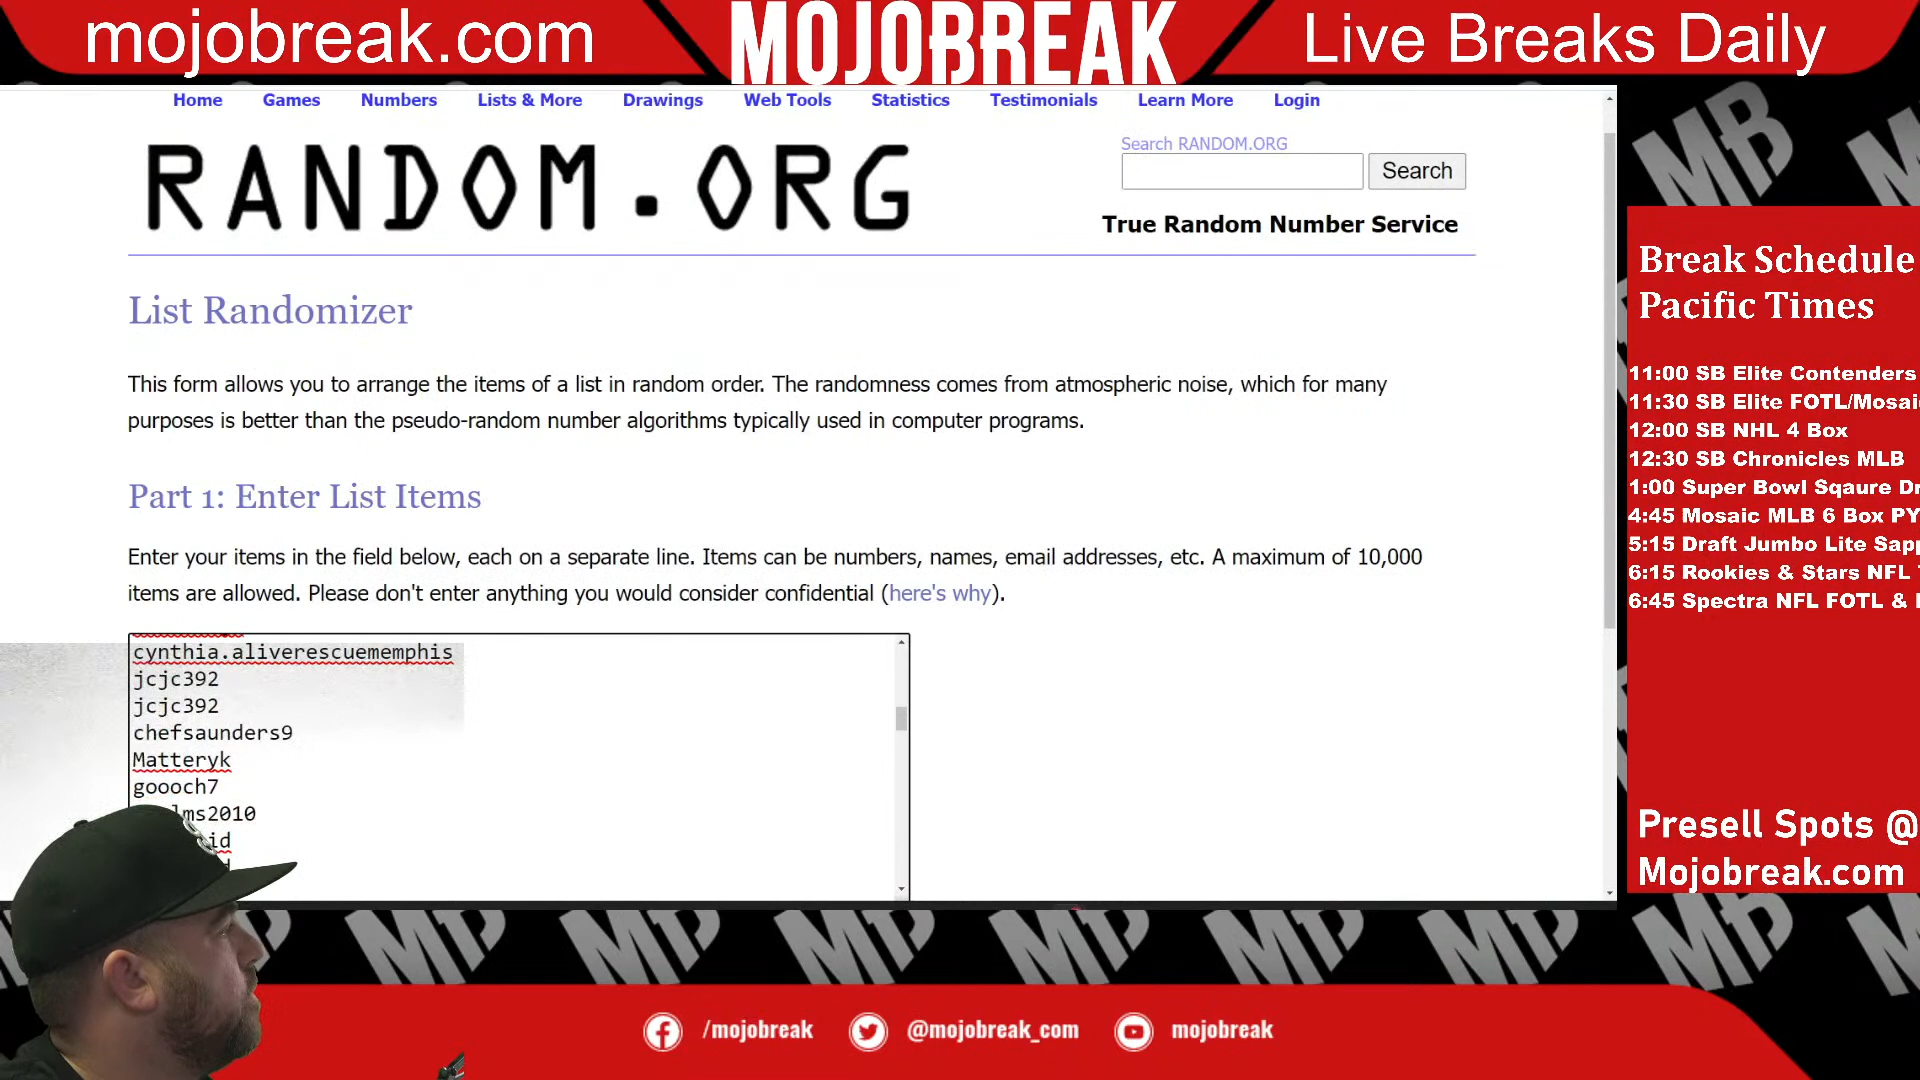 mojobreak.com
MOJOBREAK
Live Breaks Daily
Home Games Numbers Lists & More Drawings Web Tools Statistics Testimonials Learn More Login
RANDOM.ORG
Search RANDOM.ORG
Search
True Random Number Service
List Randomizer
This form allows you to arrange the items of a list in random order. The randomness comes from atmospheric noise, which for many
purposes is better than the pseudo-random number algorithms typically used in computer programs.
Part 1: Enter List Items
Enter your items in the field below, each on a separate line. Items can be numbers, names, email addresses, etc. A maximum of 10,000
items are allowed. Please don't enter anything you would consider confidential (here's why).
cynthia.aliverescuememphis
jcjc392
jcjc392
chefsaunders9
Matteryk
goooch7
Break Schedule
Pacific Times
11:00 SB Elite Contenders
11:30 SB Elite FOTL/Mosai
12:00 SB NHL 4 Box
12:30 SB Chronicles MLB
1:00 Super Bowl Sqaure Dr
4:45 Mosaic MLB 6 Box PY
5:15 Draft Jumbo Lite Sapp
6:15 Rookies & Stars NFL
6:45 Spectra NFL FOTL &
Presell Spots @
Mojobreak.com
MB
/mojobreak
@mojobreak_com
mojobreak